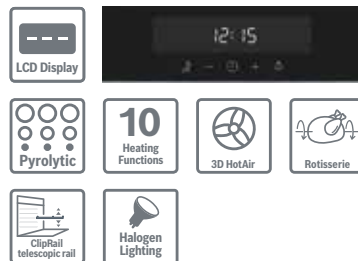 LCD Display
12:15
Pyrolytic
10
Heating
Functions
3D HotAir
Rotisserie
ClipRail
telescopic rail
Halogen
Lighting